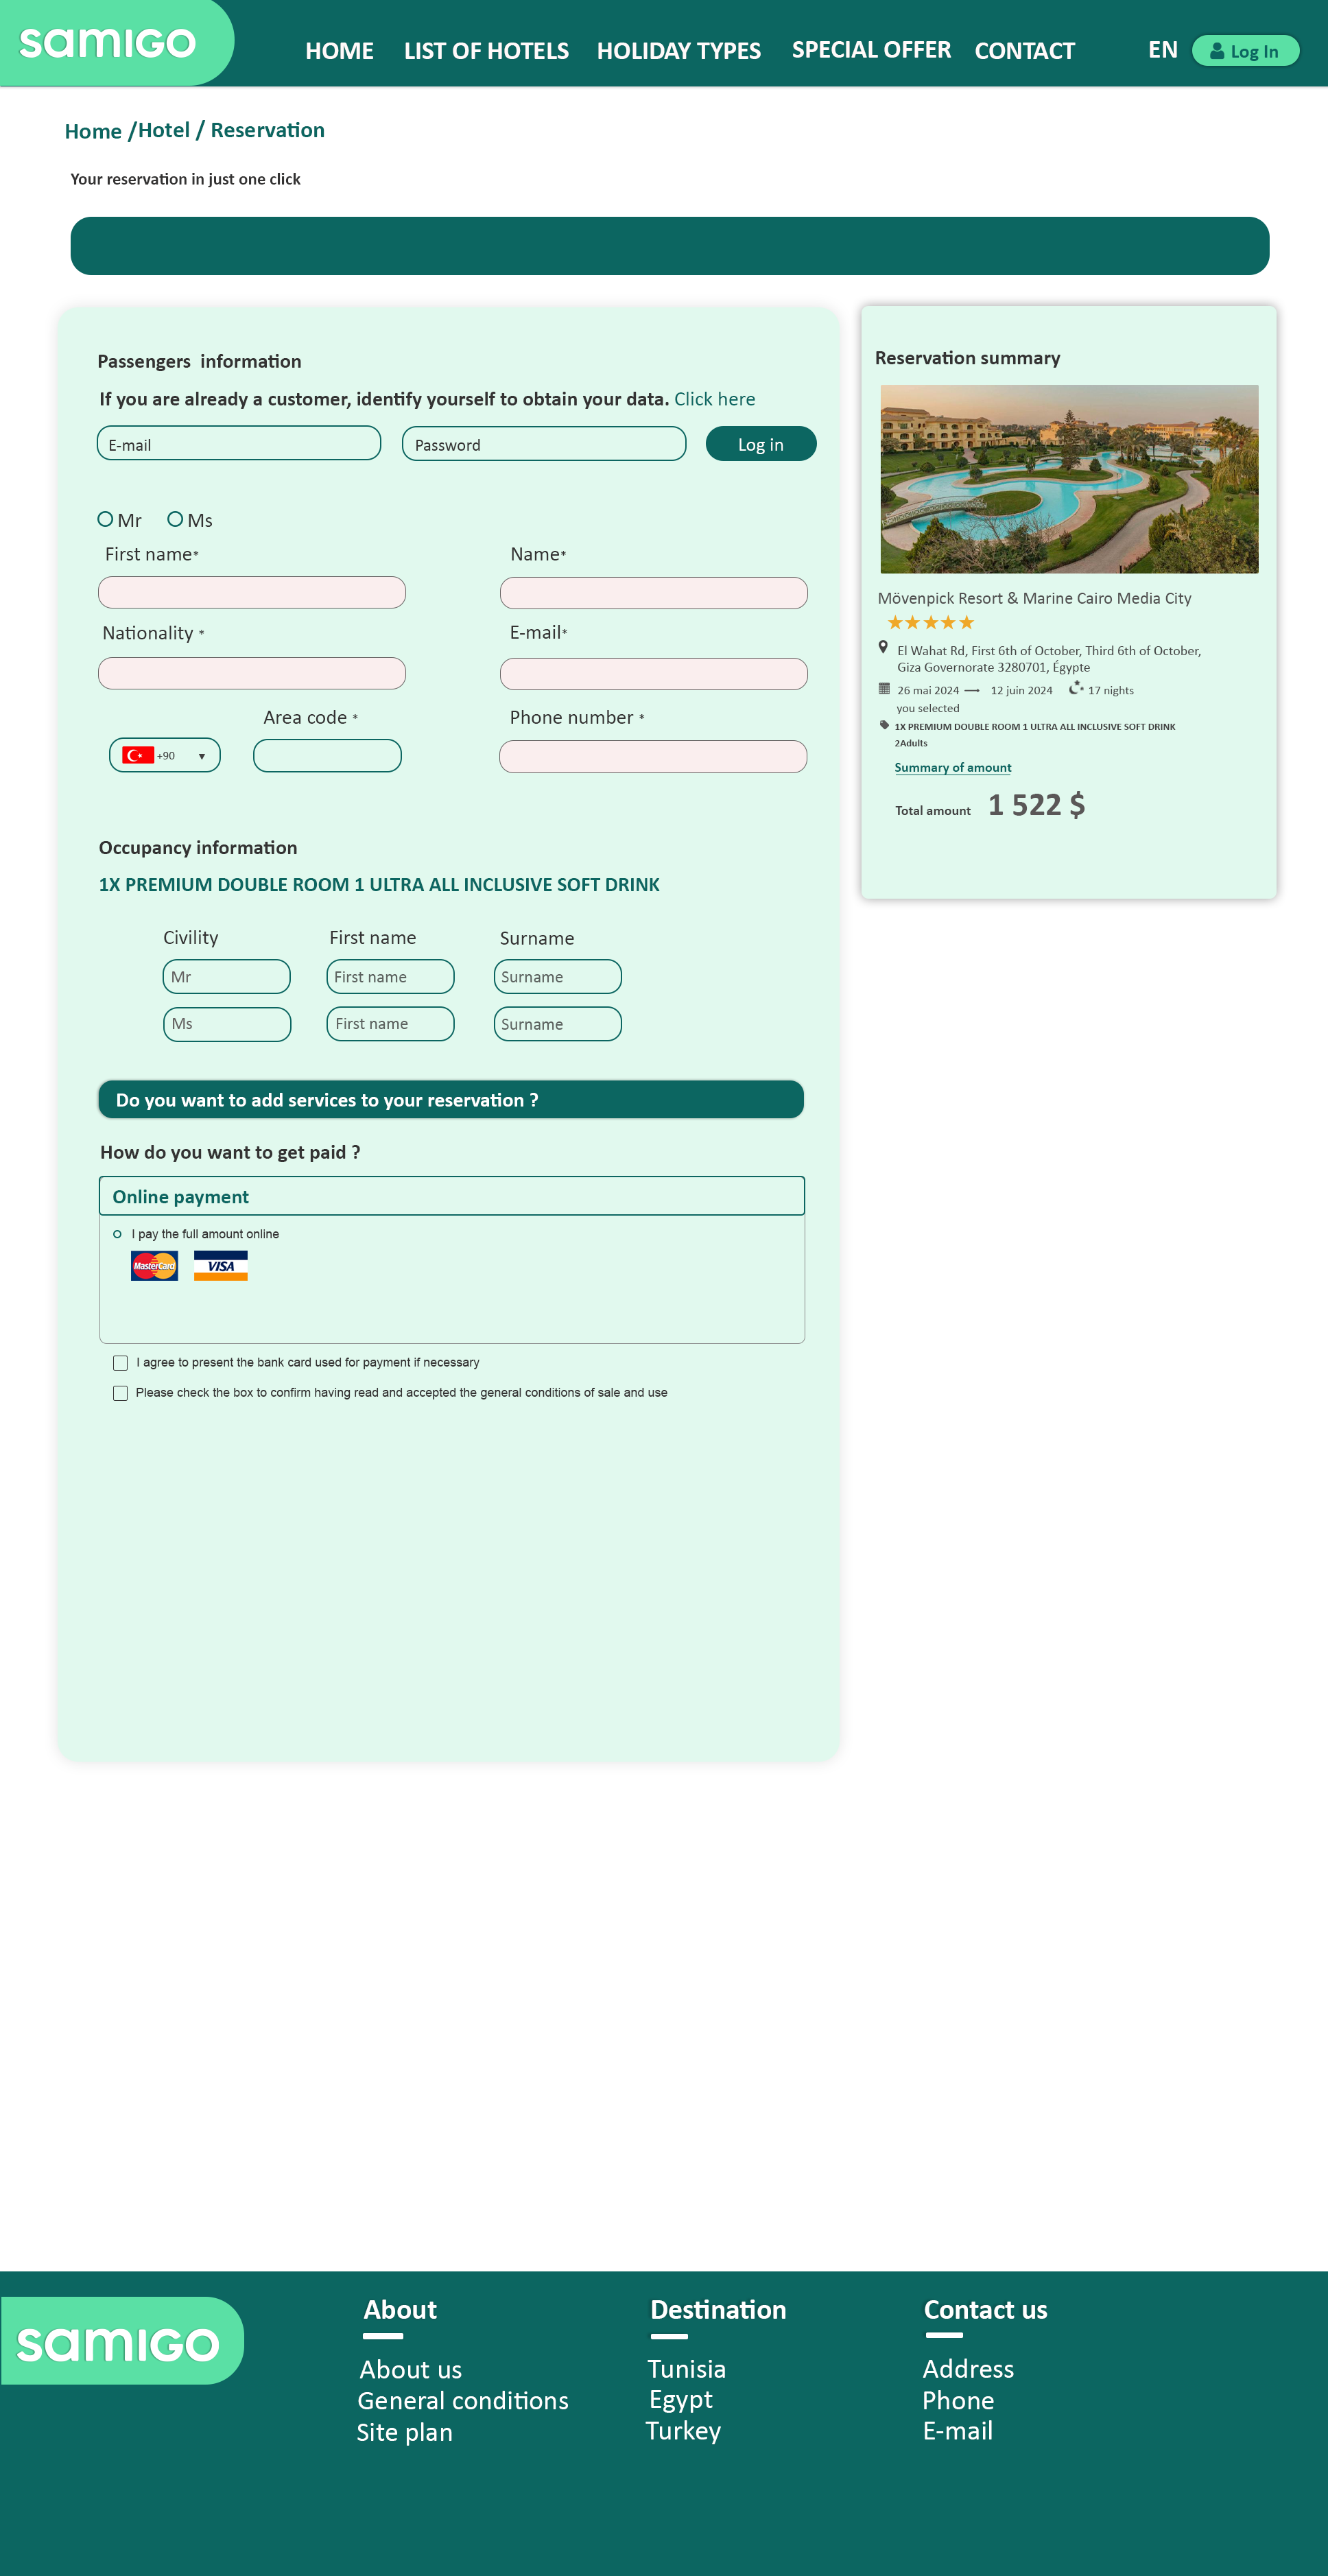 samigo
HOME LIST OF HOTELS HOLIDAY TYPES SPECIAL OFFER CONTACT EN Log In
Home /Hotel / Reservation
Your reservation in just one click
Passengers information
If you are already a customer, identify yourself to obtain your data. Click here
E-mail Password Log in
Mr Ms
First name* Name*
Nationality * E-mail*
Area code * Phone number *
+90
Occupancy information
1X PREMIUM DOUBLE ROOM 1 ULTRA ALL INCLUSIVE SOFT DRINK
Civility First name Surname
Mr First name Surname
Ms First name Surname
Do you want to add services to your reservation ?
How do you want to get paid ?
Online payment
I pay the full amount online
MasterCard VISA
I agree to present the bank card used for payment if necessary
Please check the box to confirm having read and accepted the general conditions of sale and use
Reservation summary
Mövenpick Resort & Marine Cairo Media City
El Wahat Rd, First 6th of October, Third 6th of October,
Giza Governorate 3280701, Égypte
26 mai 2024 ⟶ 12 juin 2024 17 nights
you selected
1X PREMIUM DOUBLE ROOM 1 ULTRA ALL INCLUSIVE SOFT DRINK
2Adults
Summary of amount
Total amount 1 522 $
samigo
About
About us
General conditions
Site plan
Destination
Tunisia
Egypt
Turkey
Contact us
Address
Phone
E-mail